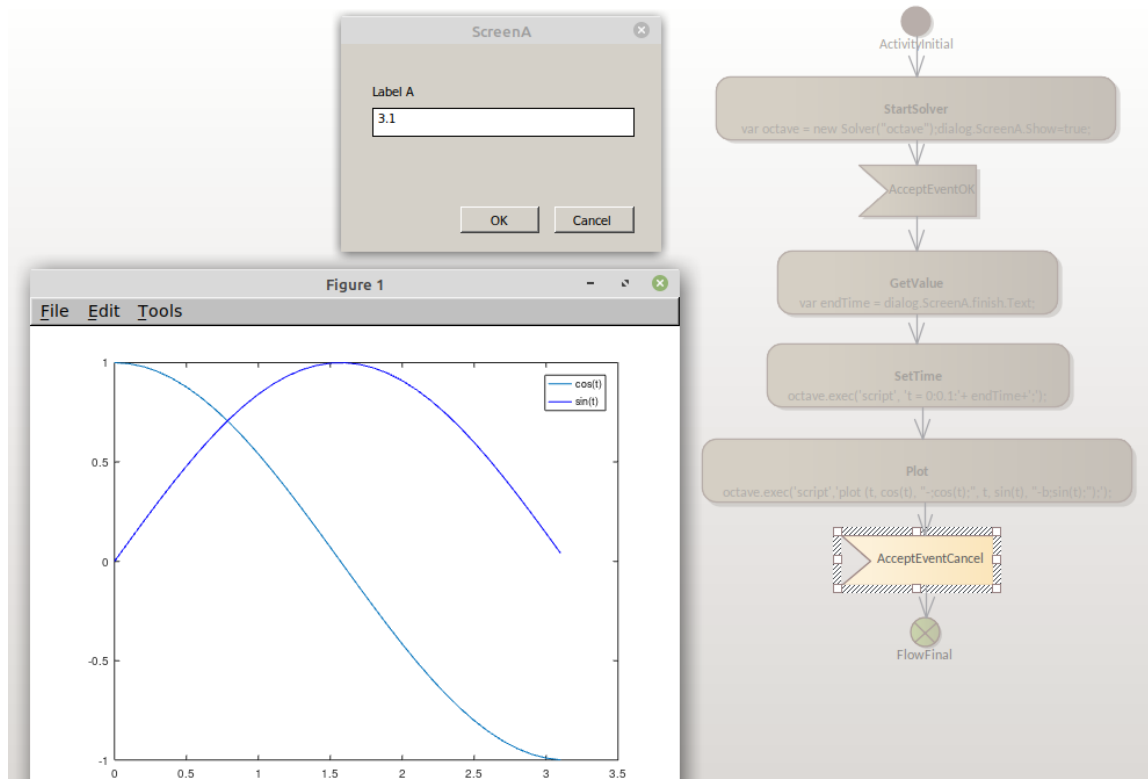 ScreenA
Label A
3.1
OK
Cancel
Figure 1
File Edit Tools
cos(t)
sin(t)
1
0.5
0
-0.5
-1
0 0.5 1 1.5 2 2.5 3 3.5
ActivityInitial
StartSolver
var octave = new Solver("octave");dialog.ScreenA.Show=true;
AcceptEventOK
GetValue
var endTime = dialog.ScreenA.finish.Text;
SetTime
octave.exec('script', 't = 0:0.1:'+ endTime+';');
Plot
octave.exec('script','plot (t, cos(t), "-;cos(t);", t, sin(t), "-b;sin(t);");');
AcceptEventCancel
FlowFinal